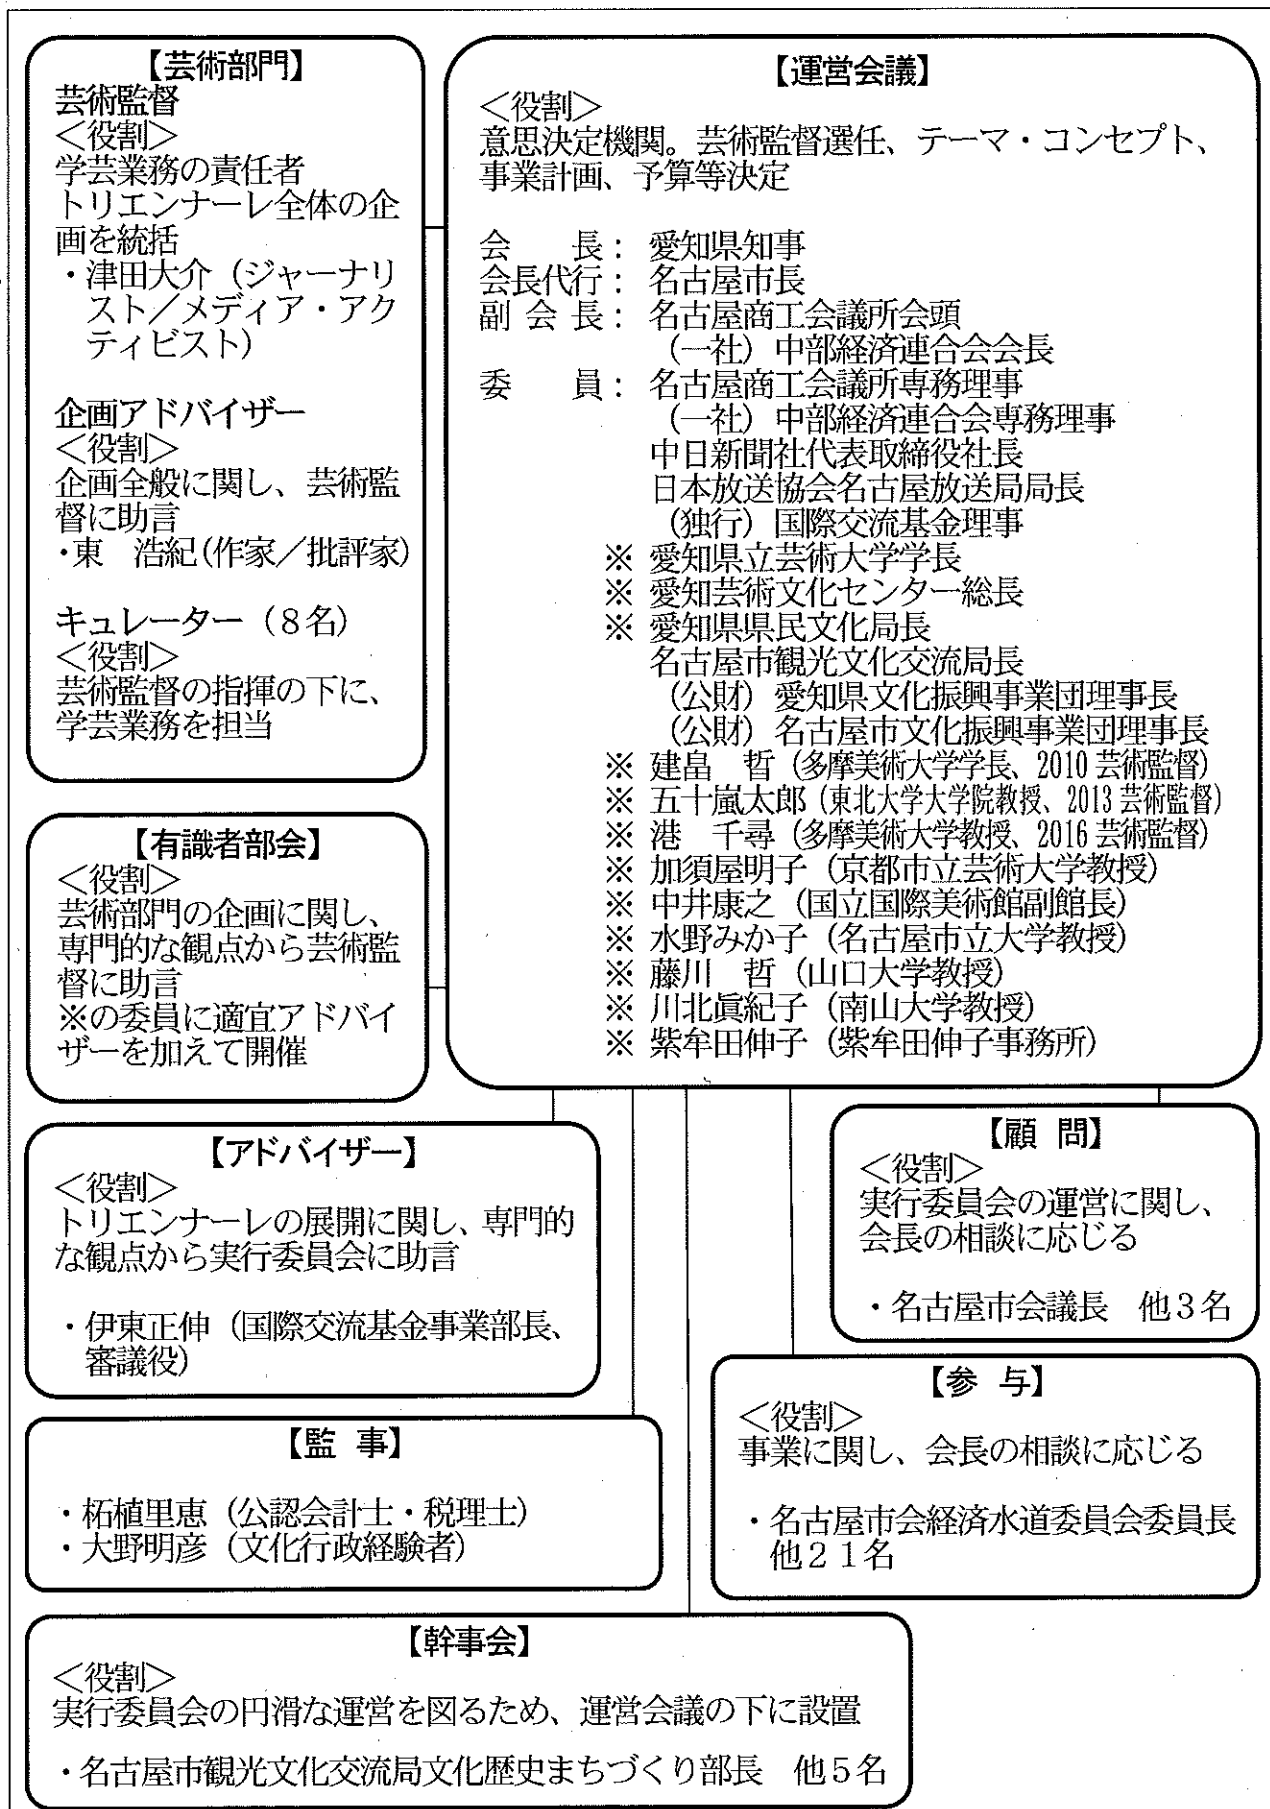 【芸術部門】
芸術監督
＜役割＞
学芸業務の責任者
トリエンナーレ全体の企
画を統括
・津田大介（ジャーナリ
スト／メディア・アク
ティビスト）
企画アドバイザー
＜役割＞
企画全般に関し、芸術監
督に助言
・東　浩紀（作家／批評家）
キュレーター（８名）
＜役割＞
芸術監督の指揮の下に、
学芸業務を担当
【運営会議】
＜役割＞
意思決定機関。芸術監督選任、テーマ・コンセプト、
事業計画、予算等決定
会　　長：愛知県知事
会長代行：名古屋市長
副 会 長：名古屋商工会議所会頭
（一社）中部経済連合会会長
委　　員：名古屋商工会議所専務理事
（一社）中部経済連合会専務理事
中日新聞社代表取締役社長
日本放送協会名古屋放送局局長
（独行）国際交流基金理事
※ 愛知県立芸術大学学長
※ 愛知芸術文化センター総長
※ 愛知県県民文化局長
名古屋市観光文化交流局長
（公財）愛知県文化振興事業団理事長
（公財）名古屋市文化振興事業団理事長
※ 建畠　哲（多摩美術大学学長、2010 芸術監督）
※ 五十嵐太郎（東北大学大学院教授、2013 芸術監督）
※ 港　千尋（多摩美術大学教授、2016 芸術監督）
※ 加須屋明子（京都市立芸術大学教授）
※ 中井康之（国立国際美術館副館長）
※ 水野みか子（名古屋市立大学教授）
※ 藤川　哲（山口大学教授）
※ 川北眞紀子（南山大学教授）
※ 紫牟田伸子（紫牟田伸子事務所）
【有識者部会】
＜役割＞
芸術部門の企画に関し、
専門的な観点から芸術監
督に助言
※の委員に適宜アドバイ
ザーを加えて開催
【アドバイザー】
＜役割＞
トリエンナーレの展開に関し、専門的
な観点から実行委員会に助言
・伊東正伸（国際交流基金事業部長、
審議役）
【顧 問】
＜役割＞
実行委員会の運営に関し、
会長の相談に応じる
・名古屋市会議長　他３名
【監 事】
・柘植里恵（公認会計士・税理士）
・大野明彦（文化行政経験者）
【参 与】
＜役割＞
事業に関し、会長の相談に応じる
・名古屋市会経済水道委員会委員長
他２１名
【幹事会】
＜役割＞
実行委員会の円滑な運営を図るため、運営会議の下に設置
・名古屋市観光文化交流局文化歴史まちづくり部長　他５名